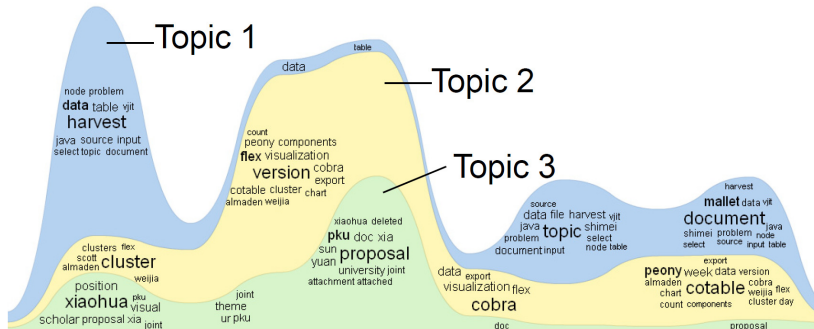 Topic 1
Topic 2
Topic 3
node problem
data table vjit
harvest
java source input
select topic document
data
table
count
peony components
flex visualization
version cobra
export
cotable cluster chart
almaden weijia
clusters flex
scott
almaden cluster
weijia
xiaohua deleted
pku doc xia
sun proposal
yuan
university joint
attachment attached
position
xiaohua pku
visual
scholar proposal xia
joint
joint
theme
ur pku
source
data file harvest vjit
java topic shimei
problem select
document input node table
harvest
mallet data vjit
document
shimei problem java
node
select source input table
data export
visualization flex
cobra
export
peony week data version
almaden cotable cobra
chart weijia flex
count components cluster day
doc
proposal